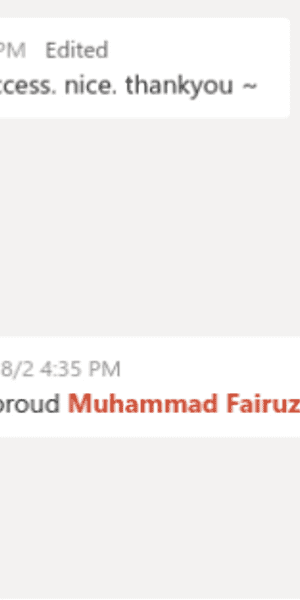 PM Edited
ccess. nice. thankyou ~
8/2 4:35 PM
proud Muhammad Fairuz